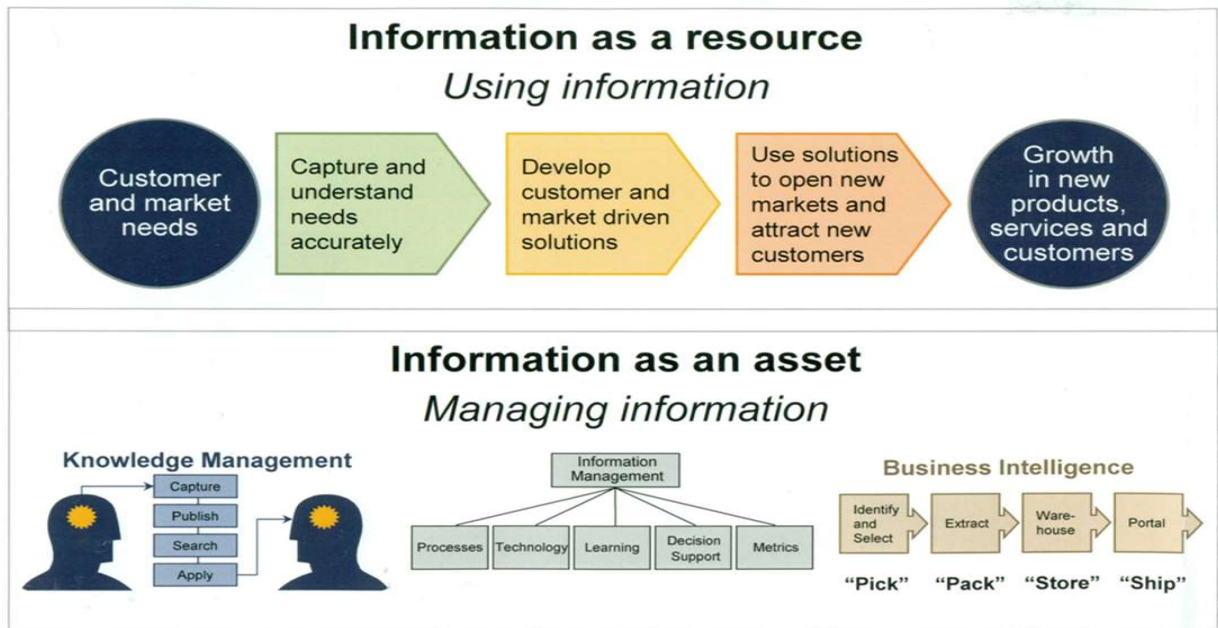 Information as a resource
Using information
Customer
and market
needs
Capture and
understand
needs
accurately
Develop
customer and
market driven
solutions
Use solutions
to open new
markets and
attract new
customers
Growth
in new
products,
services and
customers
Information as an asset
Managing information
Knowledge Management
Capture
Publish
Search
Apply
Information
Management
Processes
Technology
Learning
Decision
Support
Metrics
Business Intelligence
Identify
and
Select
Extract
Ware-
house
Portal
“Pick”
“Pack”
“Store”
“Ship”